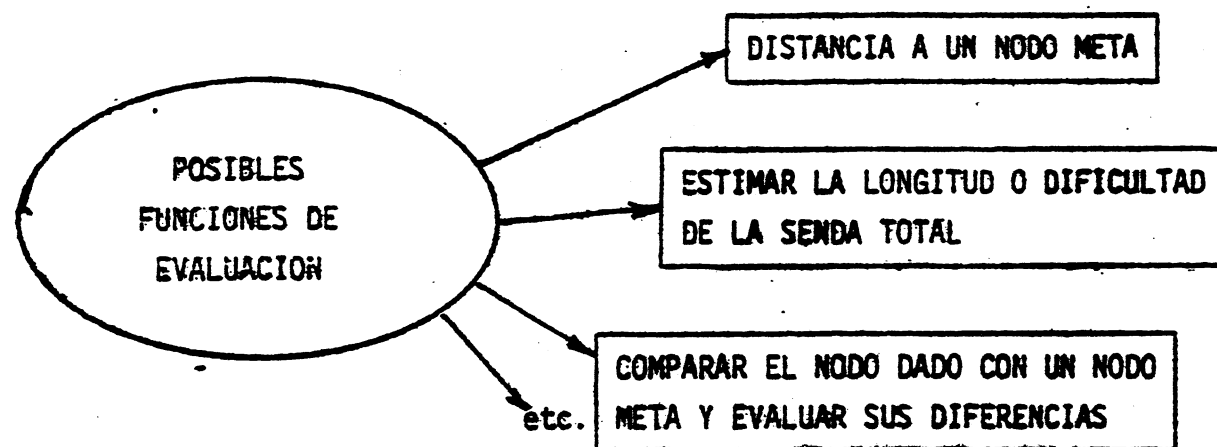 DISTANCIA A UN NODO META
POSIBLES
FUNCIONES DE
EVALUACION
ESTIMAR LA LONGITUD O DIFICULTAD
DE LA SENDA TOTAL
COMPARAR EL NODO DADO CON UN NODO
META Y EVALUAR SUS DIFERENCIAS
etc.